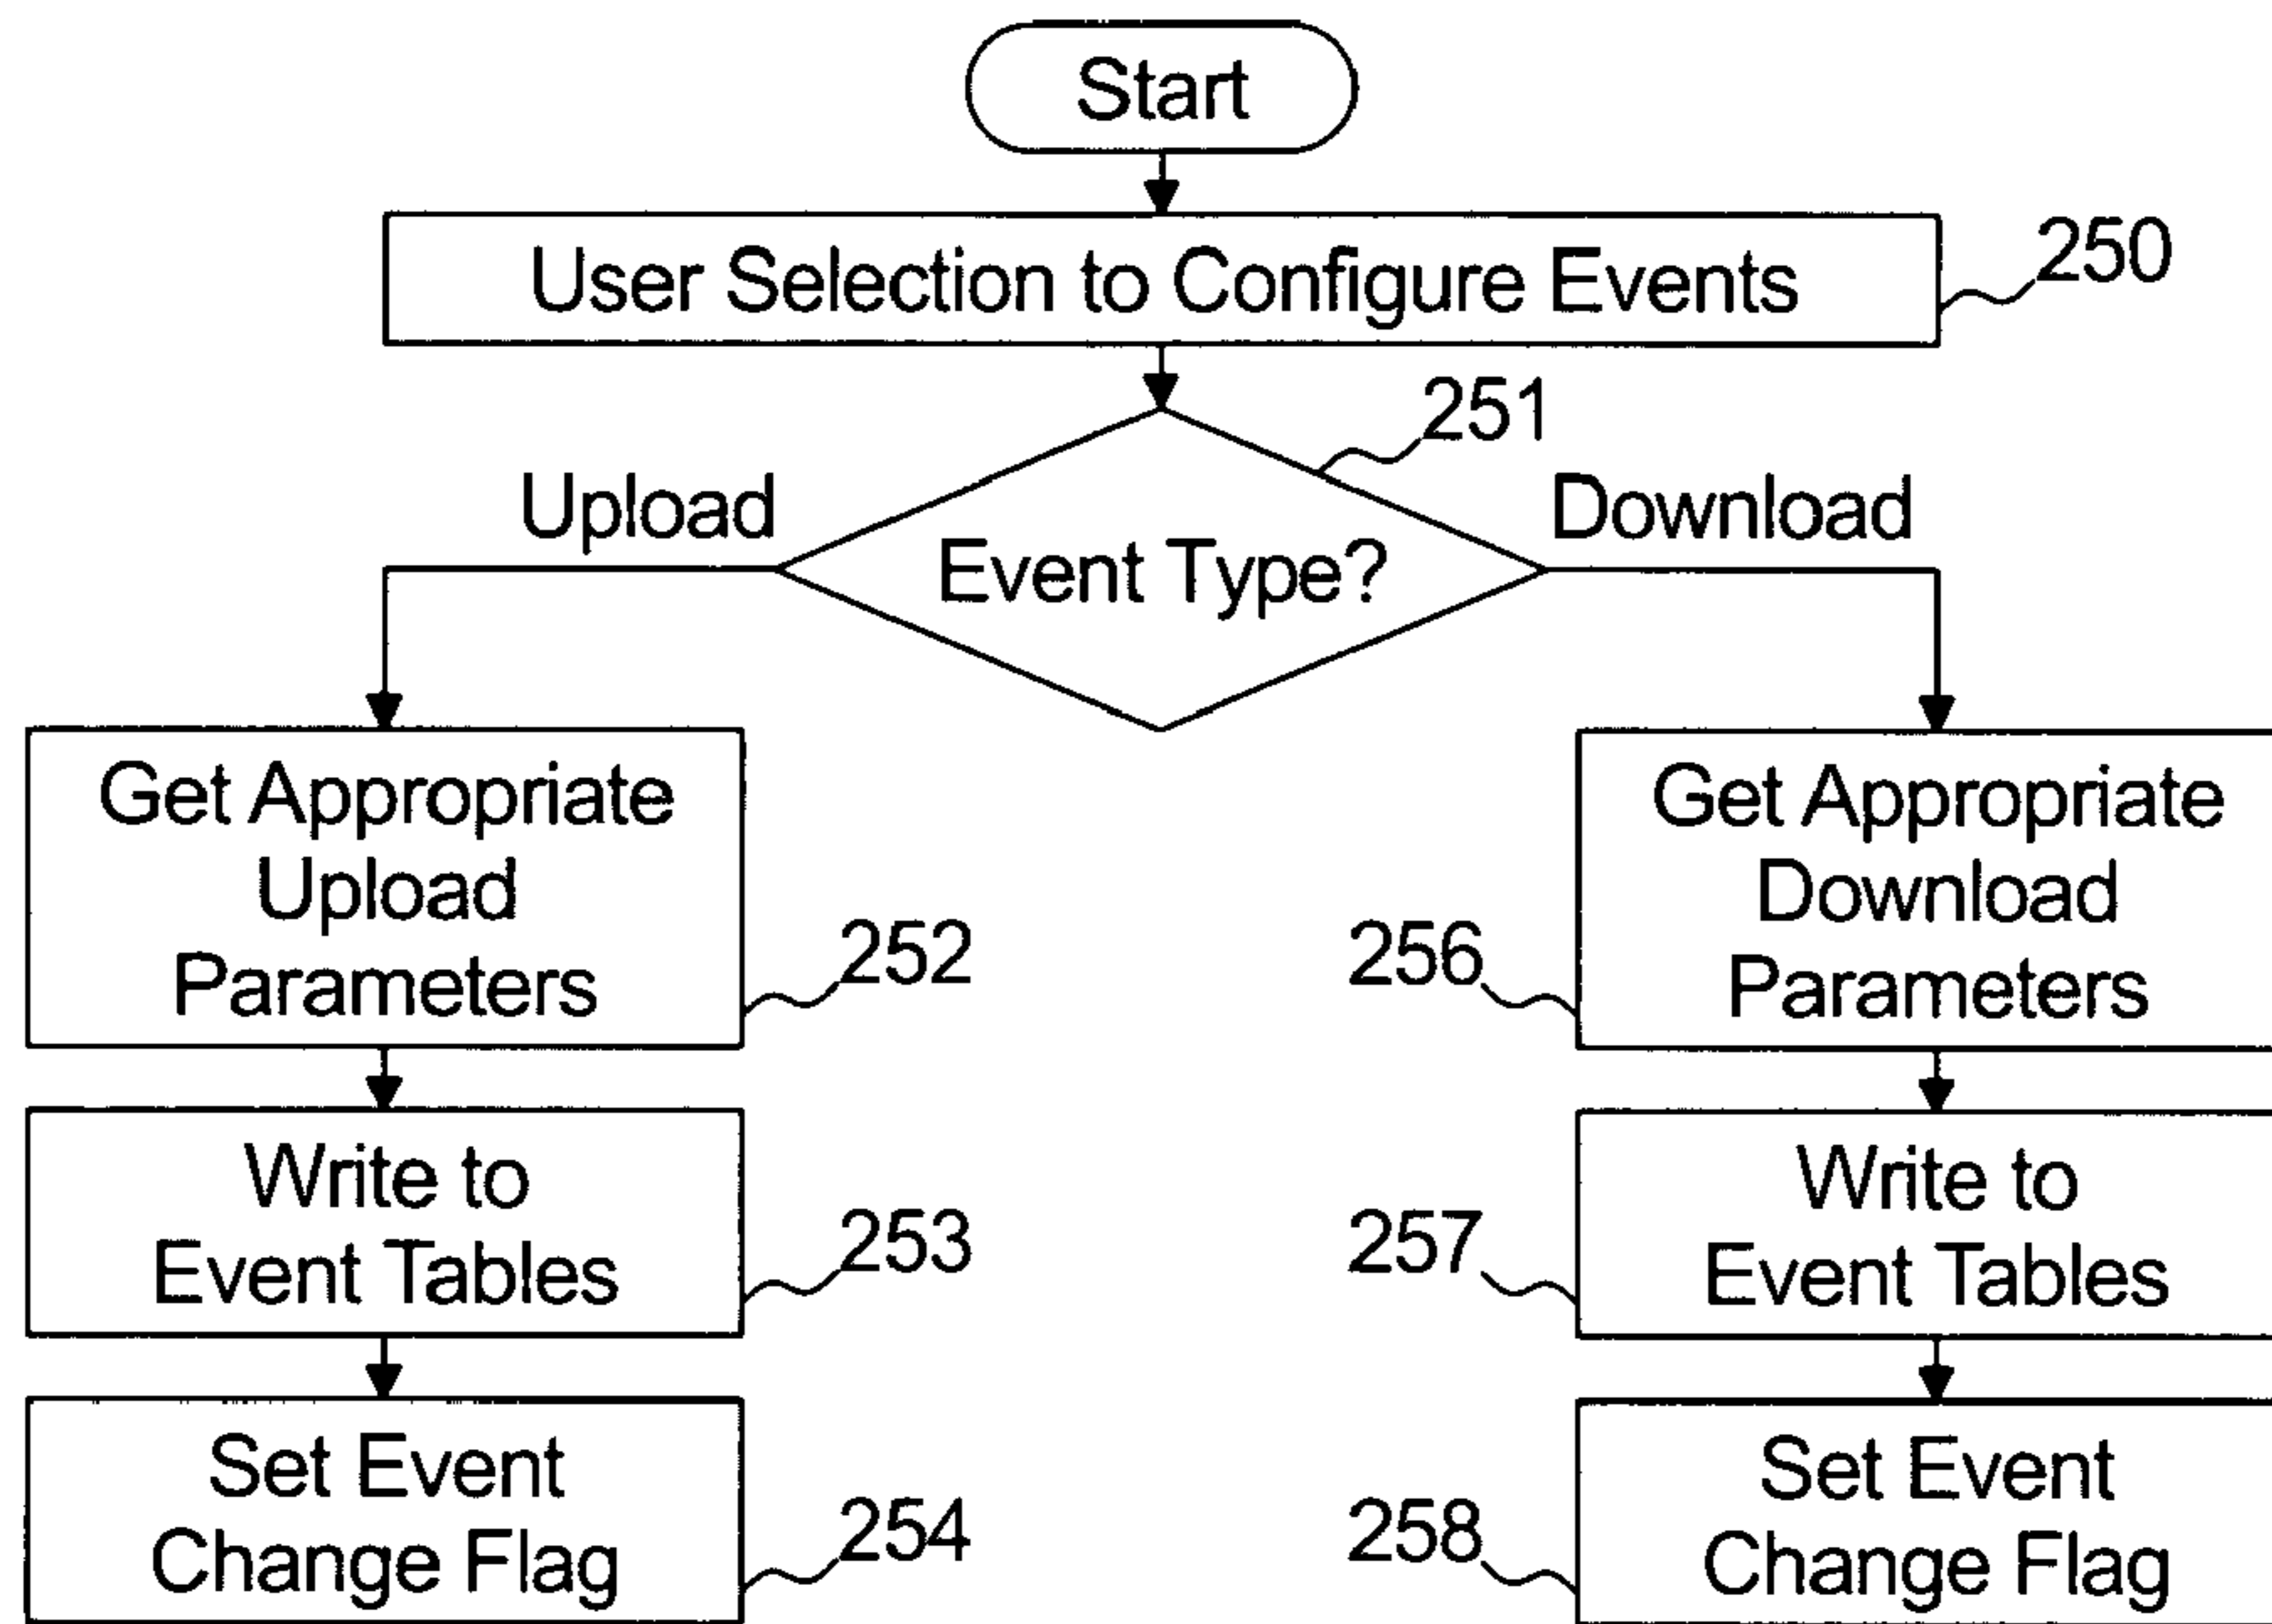 Start
User Selection to Configure Events
250
251
Upload
Download
Event Type?
Get Appropriate
Upload
Parameters
252
256
Get Appropriate
Download
Parameters
Write to
Event Tables
253
257
Write to
Event Tables
Set Event
Change Flag
254
258
Set Event
Change Flag